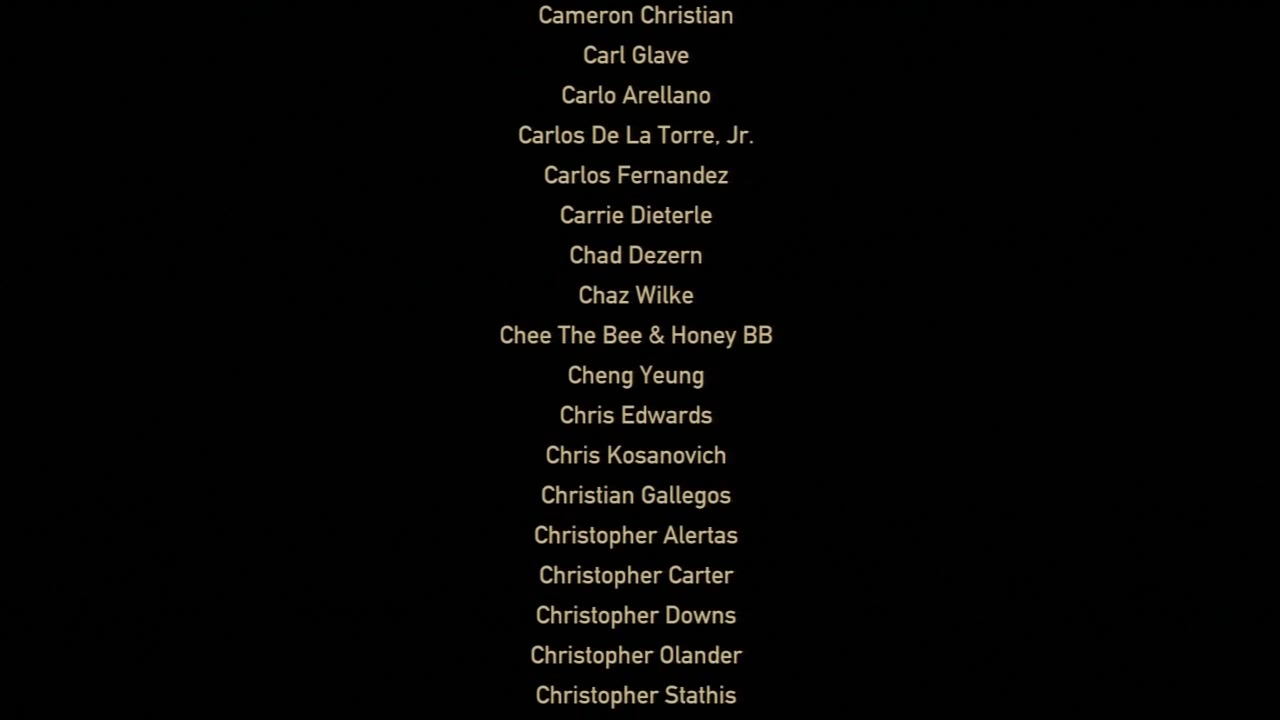 Cameron Christian
Carl Glave
Carlo Arellano
Carlos De La Torre, Jr.
Carlos Fernandez
Carrie Dieterle
Chad Dezern
Chaz Wilke
Chee The Bee & Honey BB
Cheng Yeung
Chris Edwards
Chris Kosanovich
Christian Gallegos
Christopher Alertas
Christopher Carter
Christopher Downs
Christopher Olander
Christopher Stathis